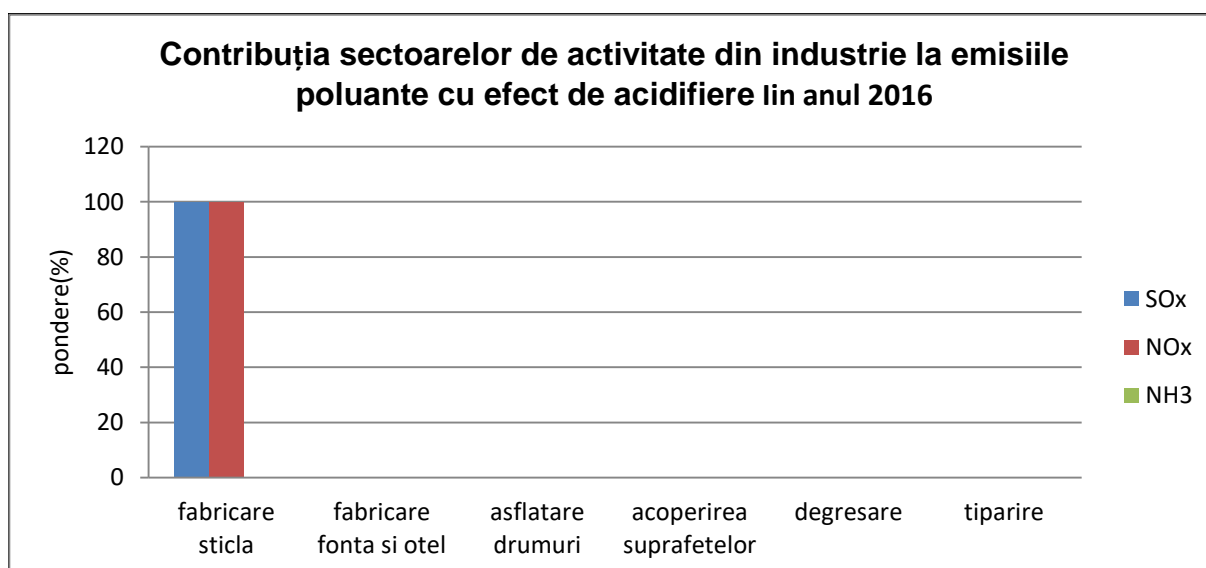 Contribuția sectoarelor de activitate din industrie la emisiile
poluante cu efect de acidifiere lin anul 2016
120
100
80
60
40
20
0
pondere(%)
fabricare
sticla
fabricare
fonta si otel
asflatare
drumuri
acoperirea
suprafetelor
degresare
tiparire
SOx
NOx
NH3